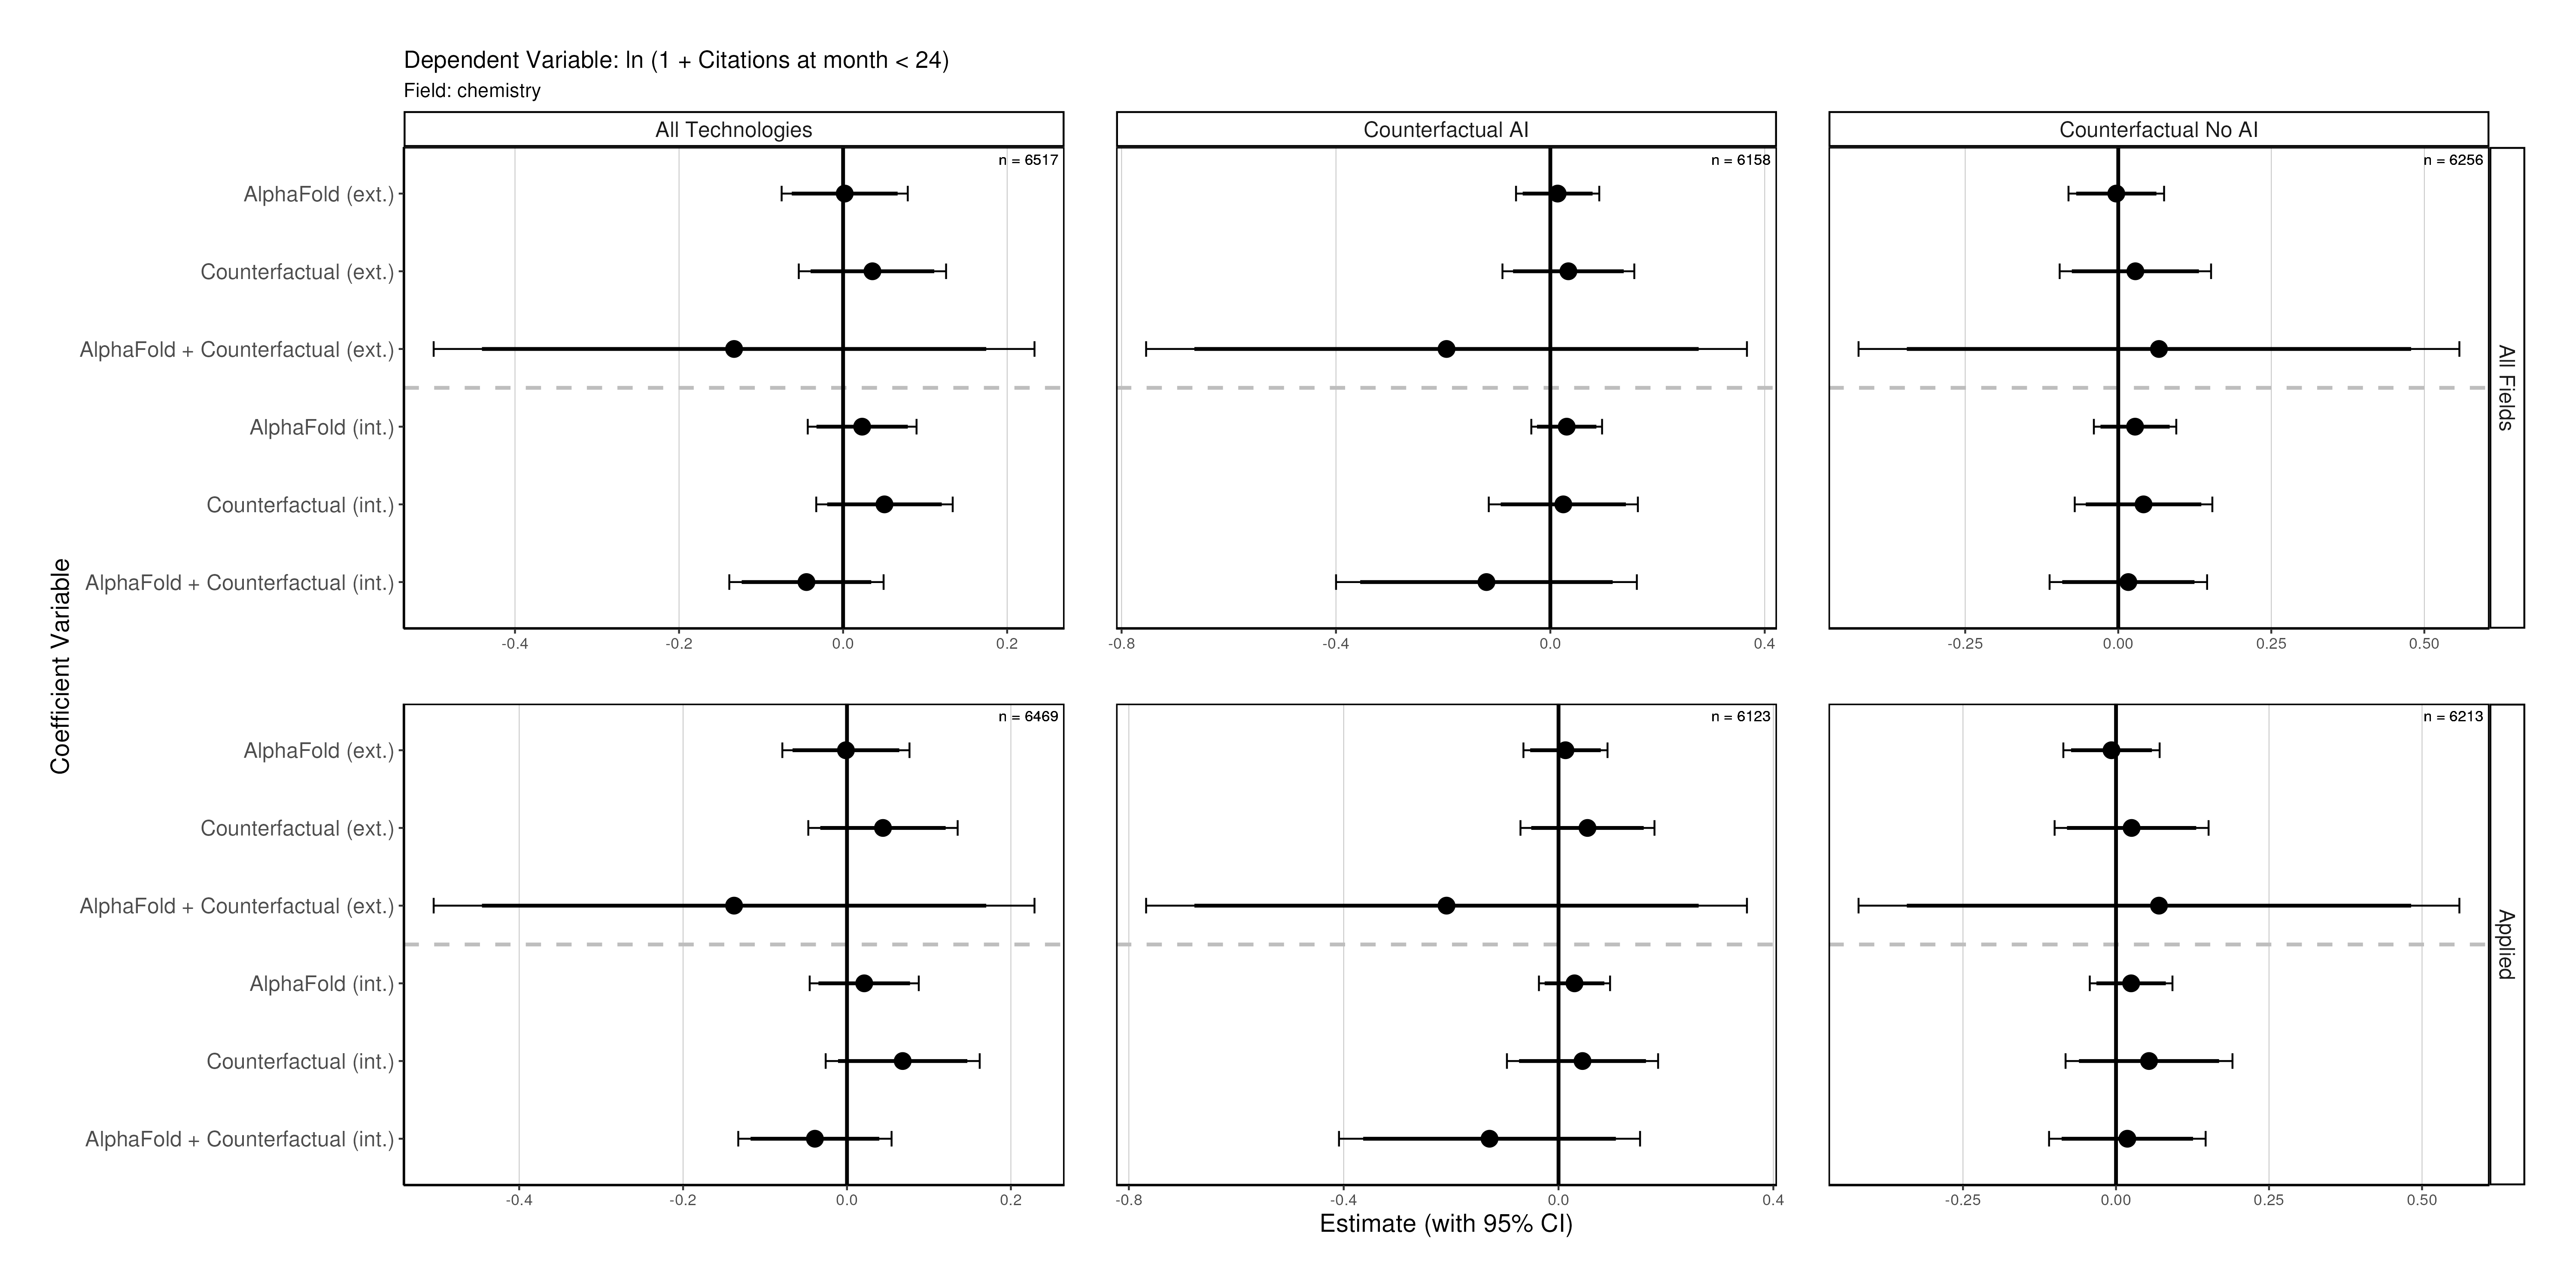 Dependent Variable: ln (1 + Citations at month < 24)
Field: chemistry
All Technologies
Counterfactual AI
Counterfactual No AI
n = 6517
n = 6158
n = 6256
AlphaFold (ext.)
Counterfactual (ext.)
AlphaFold + Counterfactual (ext.)
AlphaFold (int.)
Counterfactual (int.)
AlphaFold + Counterfactual (int.)
All Fields
-0.4 -0.2 0.0 0.2
-0.8 -0.4 0.0 0.4
-0.25 0.00 0.25 0.50
Coefficient Variable
n = 6469
n = 6123
n = 6213
AlphaFold (ext.)
Counterfactual (ext.)
AlphaFold + Counterfactual (ext.)
AlphaFold (int.)
Counterfactual (int.)
AlphaFold + Counterfactual (int.)
Applied
-0.4 -0.2 0.0 0.2
-0.8 -0.4 0.0 0.4
-0.25 0.00 0.25 0.50
Estimate (with 95% CI)